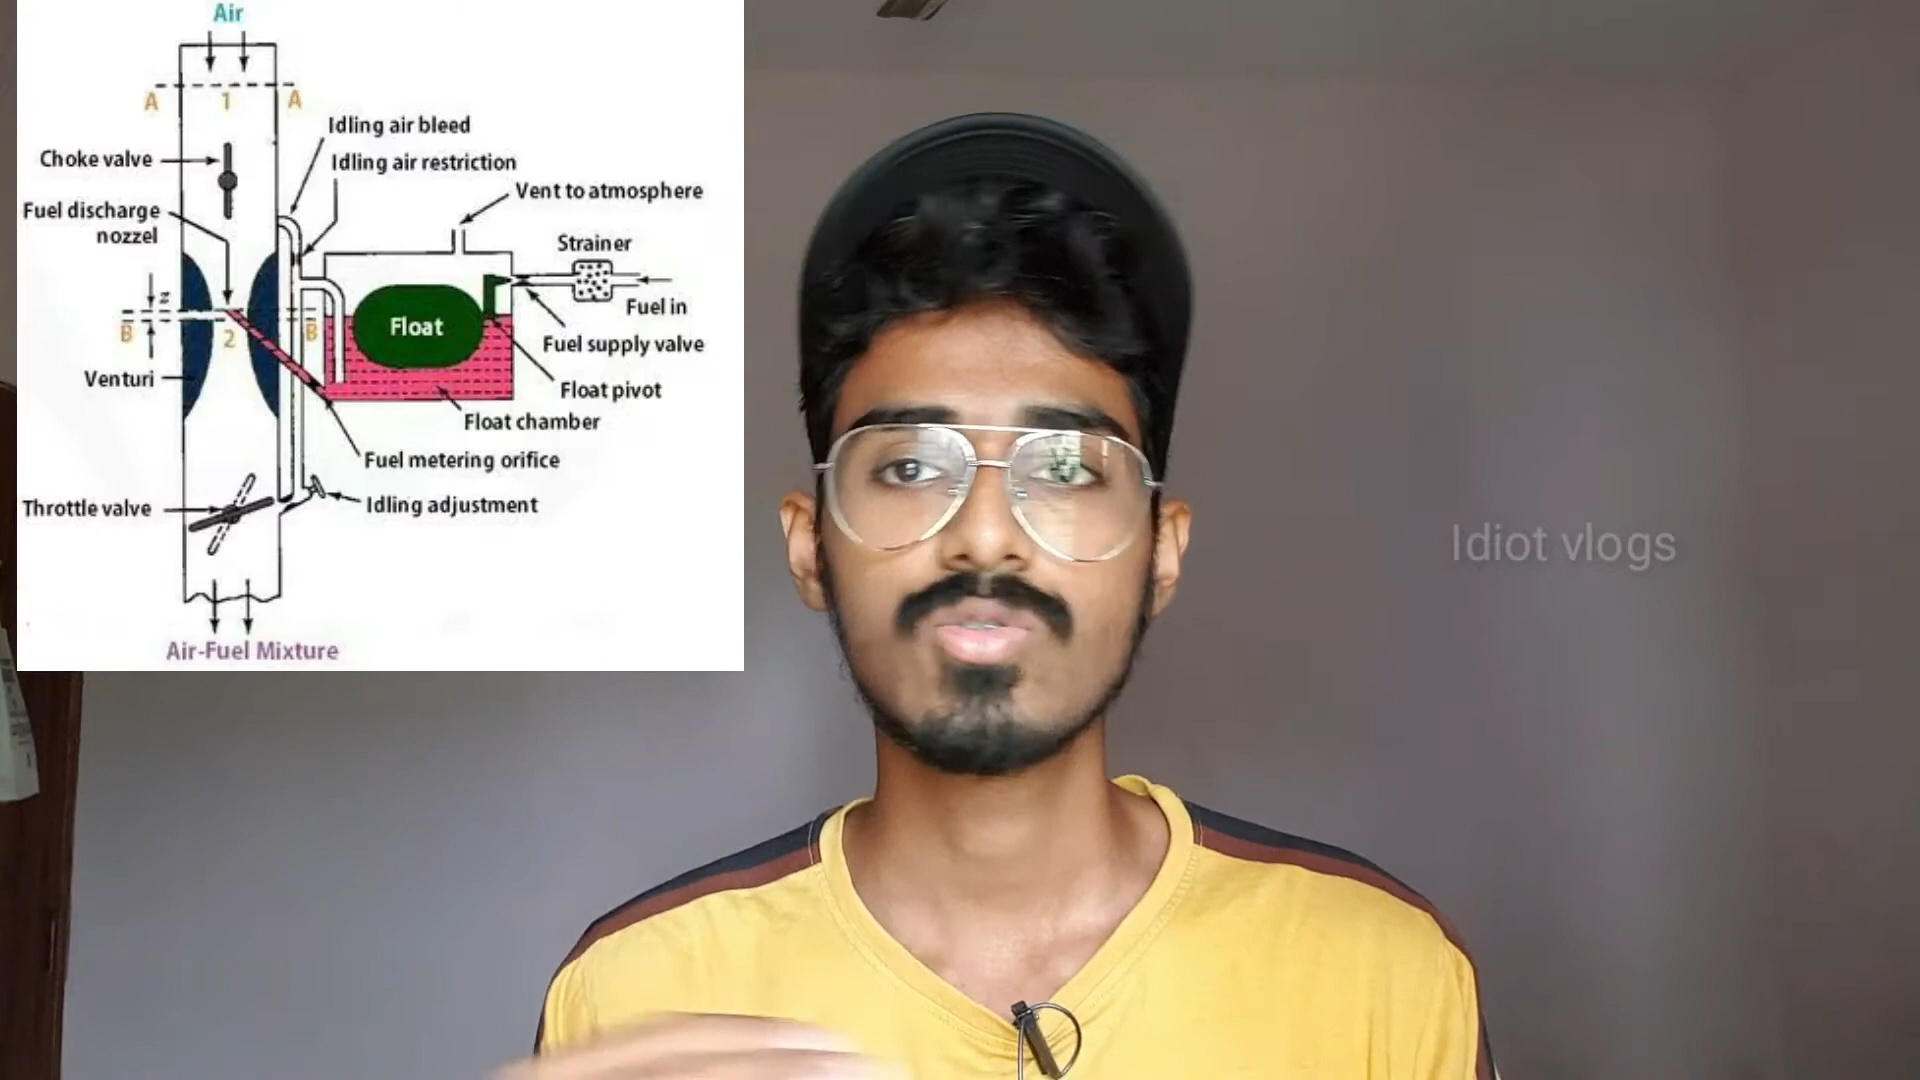 Air
A 1 A
Idling air bleed
Choke valve
Idling air restriction
Vent to atmosphere
Fuel discharge
nozzel
Strainer
z
Fuel in
Float
B 2 B
Fuel supply valve
Venturi
Float pivot
Float chamber
Fuel metering orifice
Throttle valve
Idling adjustment
Air-Fuel Mixture
Idiot vlogs